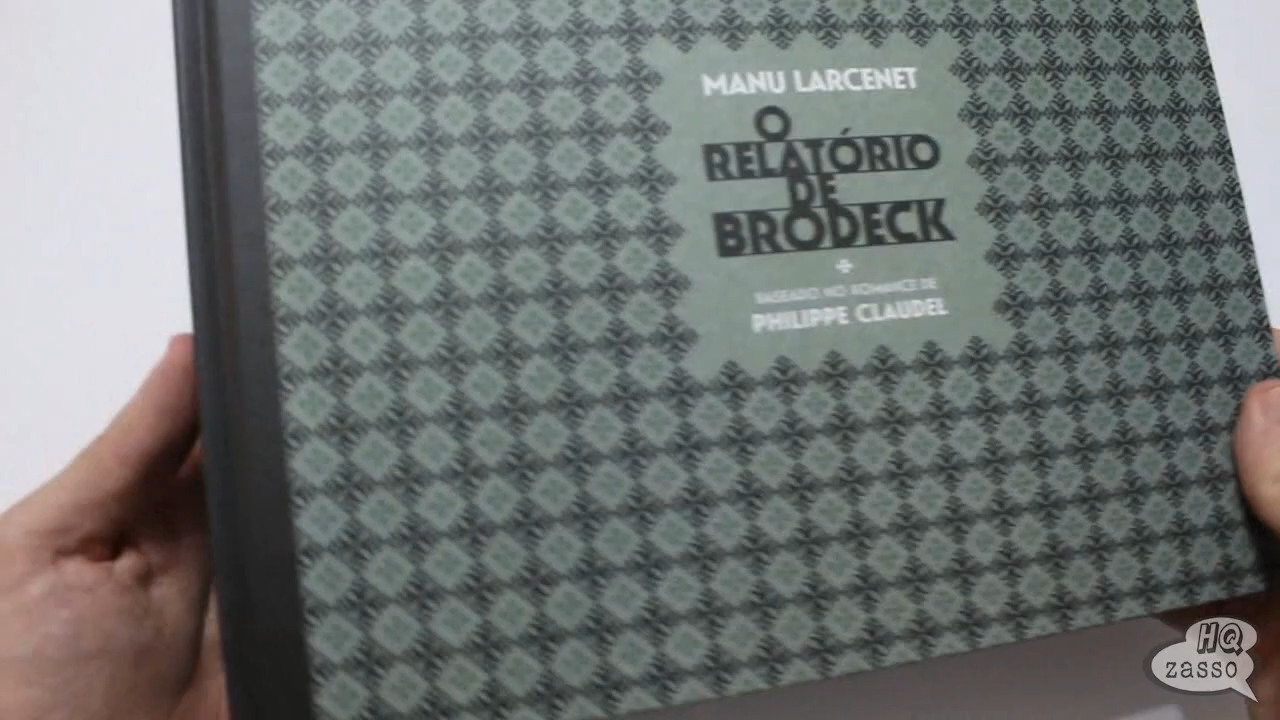 MANU LARCENET
O
RELATÓRIO
DE
BRODECK
BASEADO NO ROMANCE DE
PHILIPPE CLAUDEL
HQ
zasso